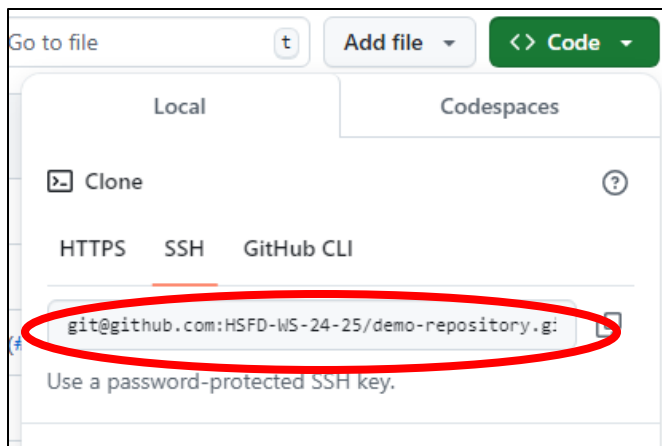 Go to file t Add file <> Code
Local Codespaces
Clone
HTTPS SSH GitHub CLI
git@github.com:HSFD-WS-24-25/demo-repository.gi
(#
Use a password-protected SSH key.